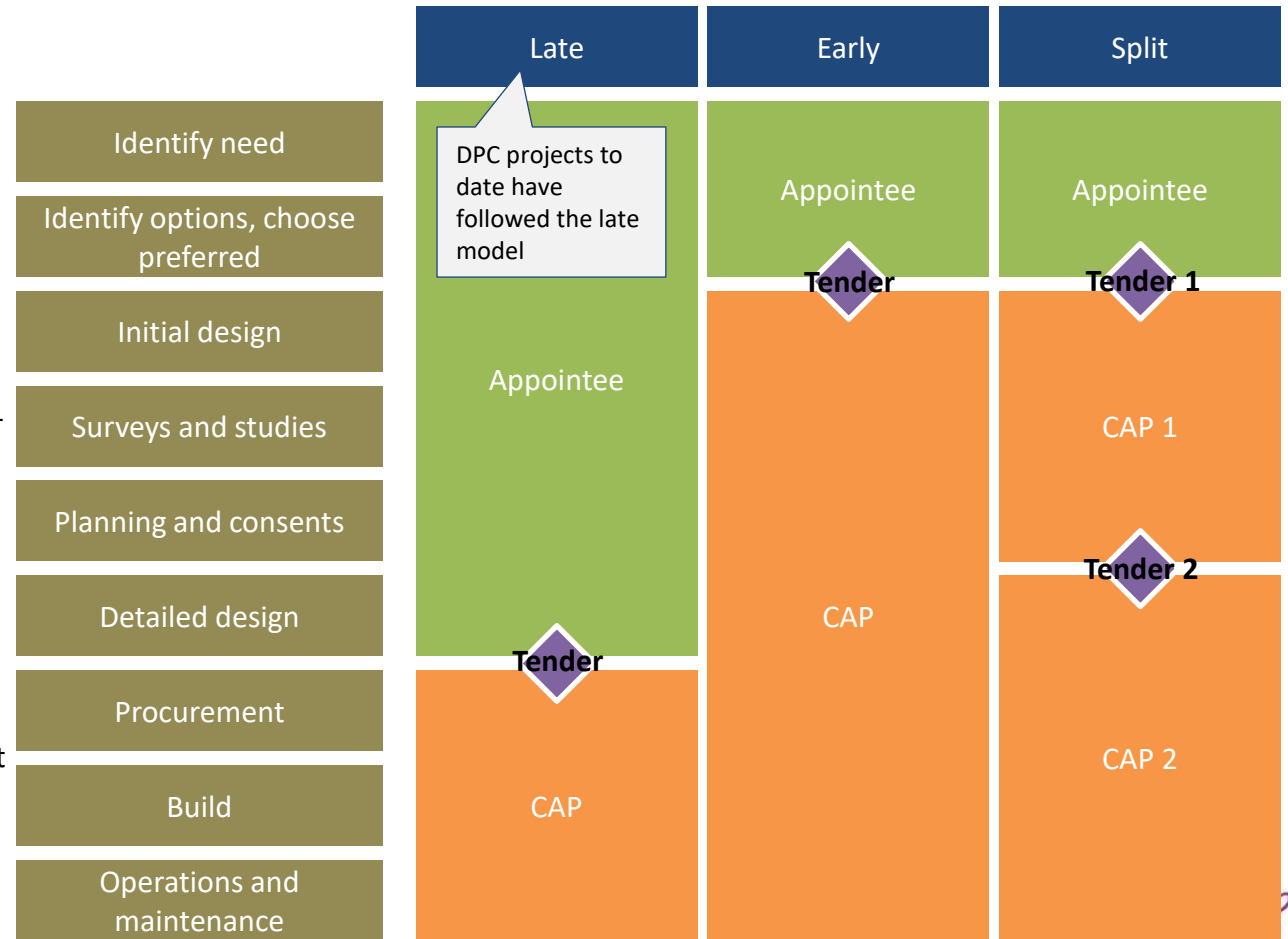 Late
Early
Split
Identify need
DPC projects to
date have
followed the late
model
Appointee
Appointee
Identify options, choose
preferred
Tender
Tender 1
Initial design
Appointee
Surveys and studies
CAP 1
Planning and consents
Tender 2
Detailed design
CAP
Tender
Procurement
t
CAP 2
Build
CAP
Operations and
maintenance